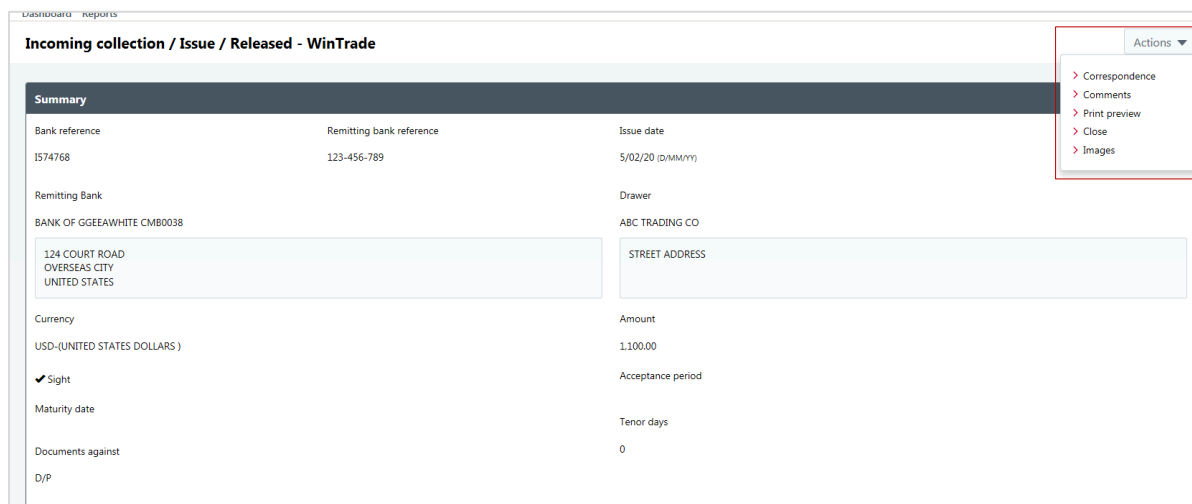 Dashboard Reports
Incoming collection / Issue / Released - WinTrade
Actions
Correspondence
Comments
Print preview
Close
Images
Summary
Bank reference Remitting bank reference Issue date
I574768 123-456-789 5/02/20 (D/MM/YY)
Remitting Bank Drawer
BANK OF GGEEAWHITE CMB0038 ABC TRADING CO
124 COURT ROAD STREET ADDRESS
OVERSEAS CITY
UNITED STATES
Currency Amount
USD-(UNITED STATES DOLLARS ) 1,100.00
Sight Acceptance period
Maturity date
Tenor days
Documents against 0
D/P